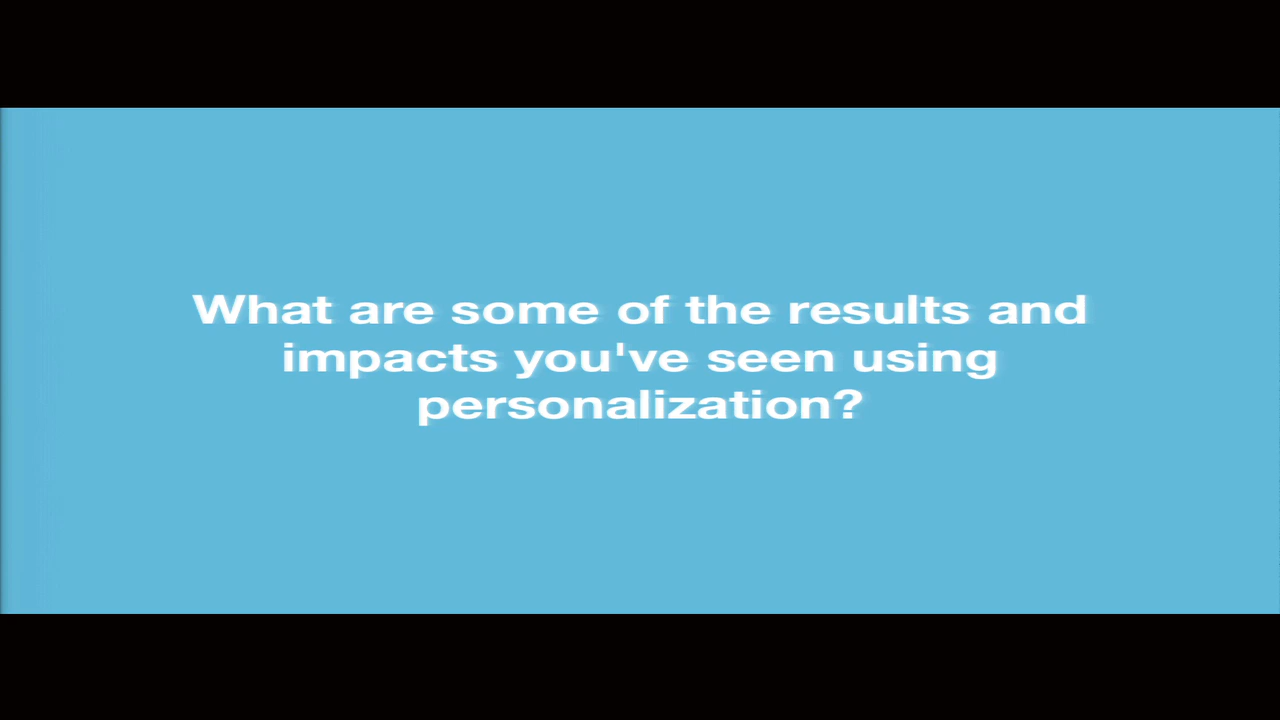 What are some of the results and
impacts you've seen using
personalization?